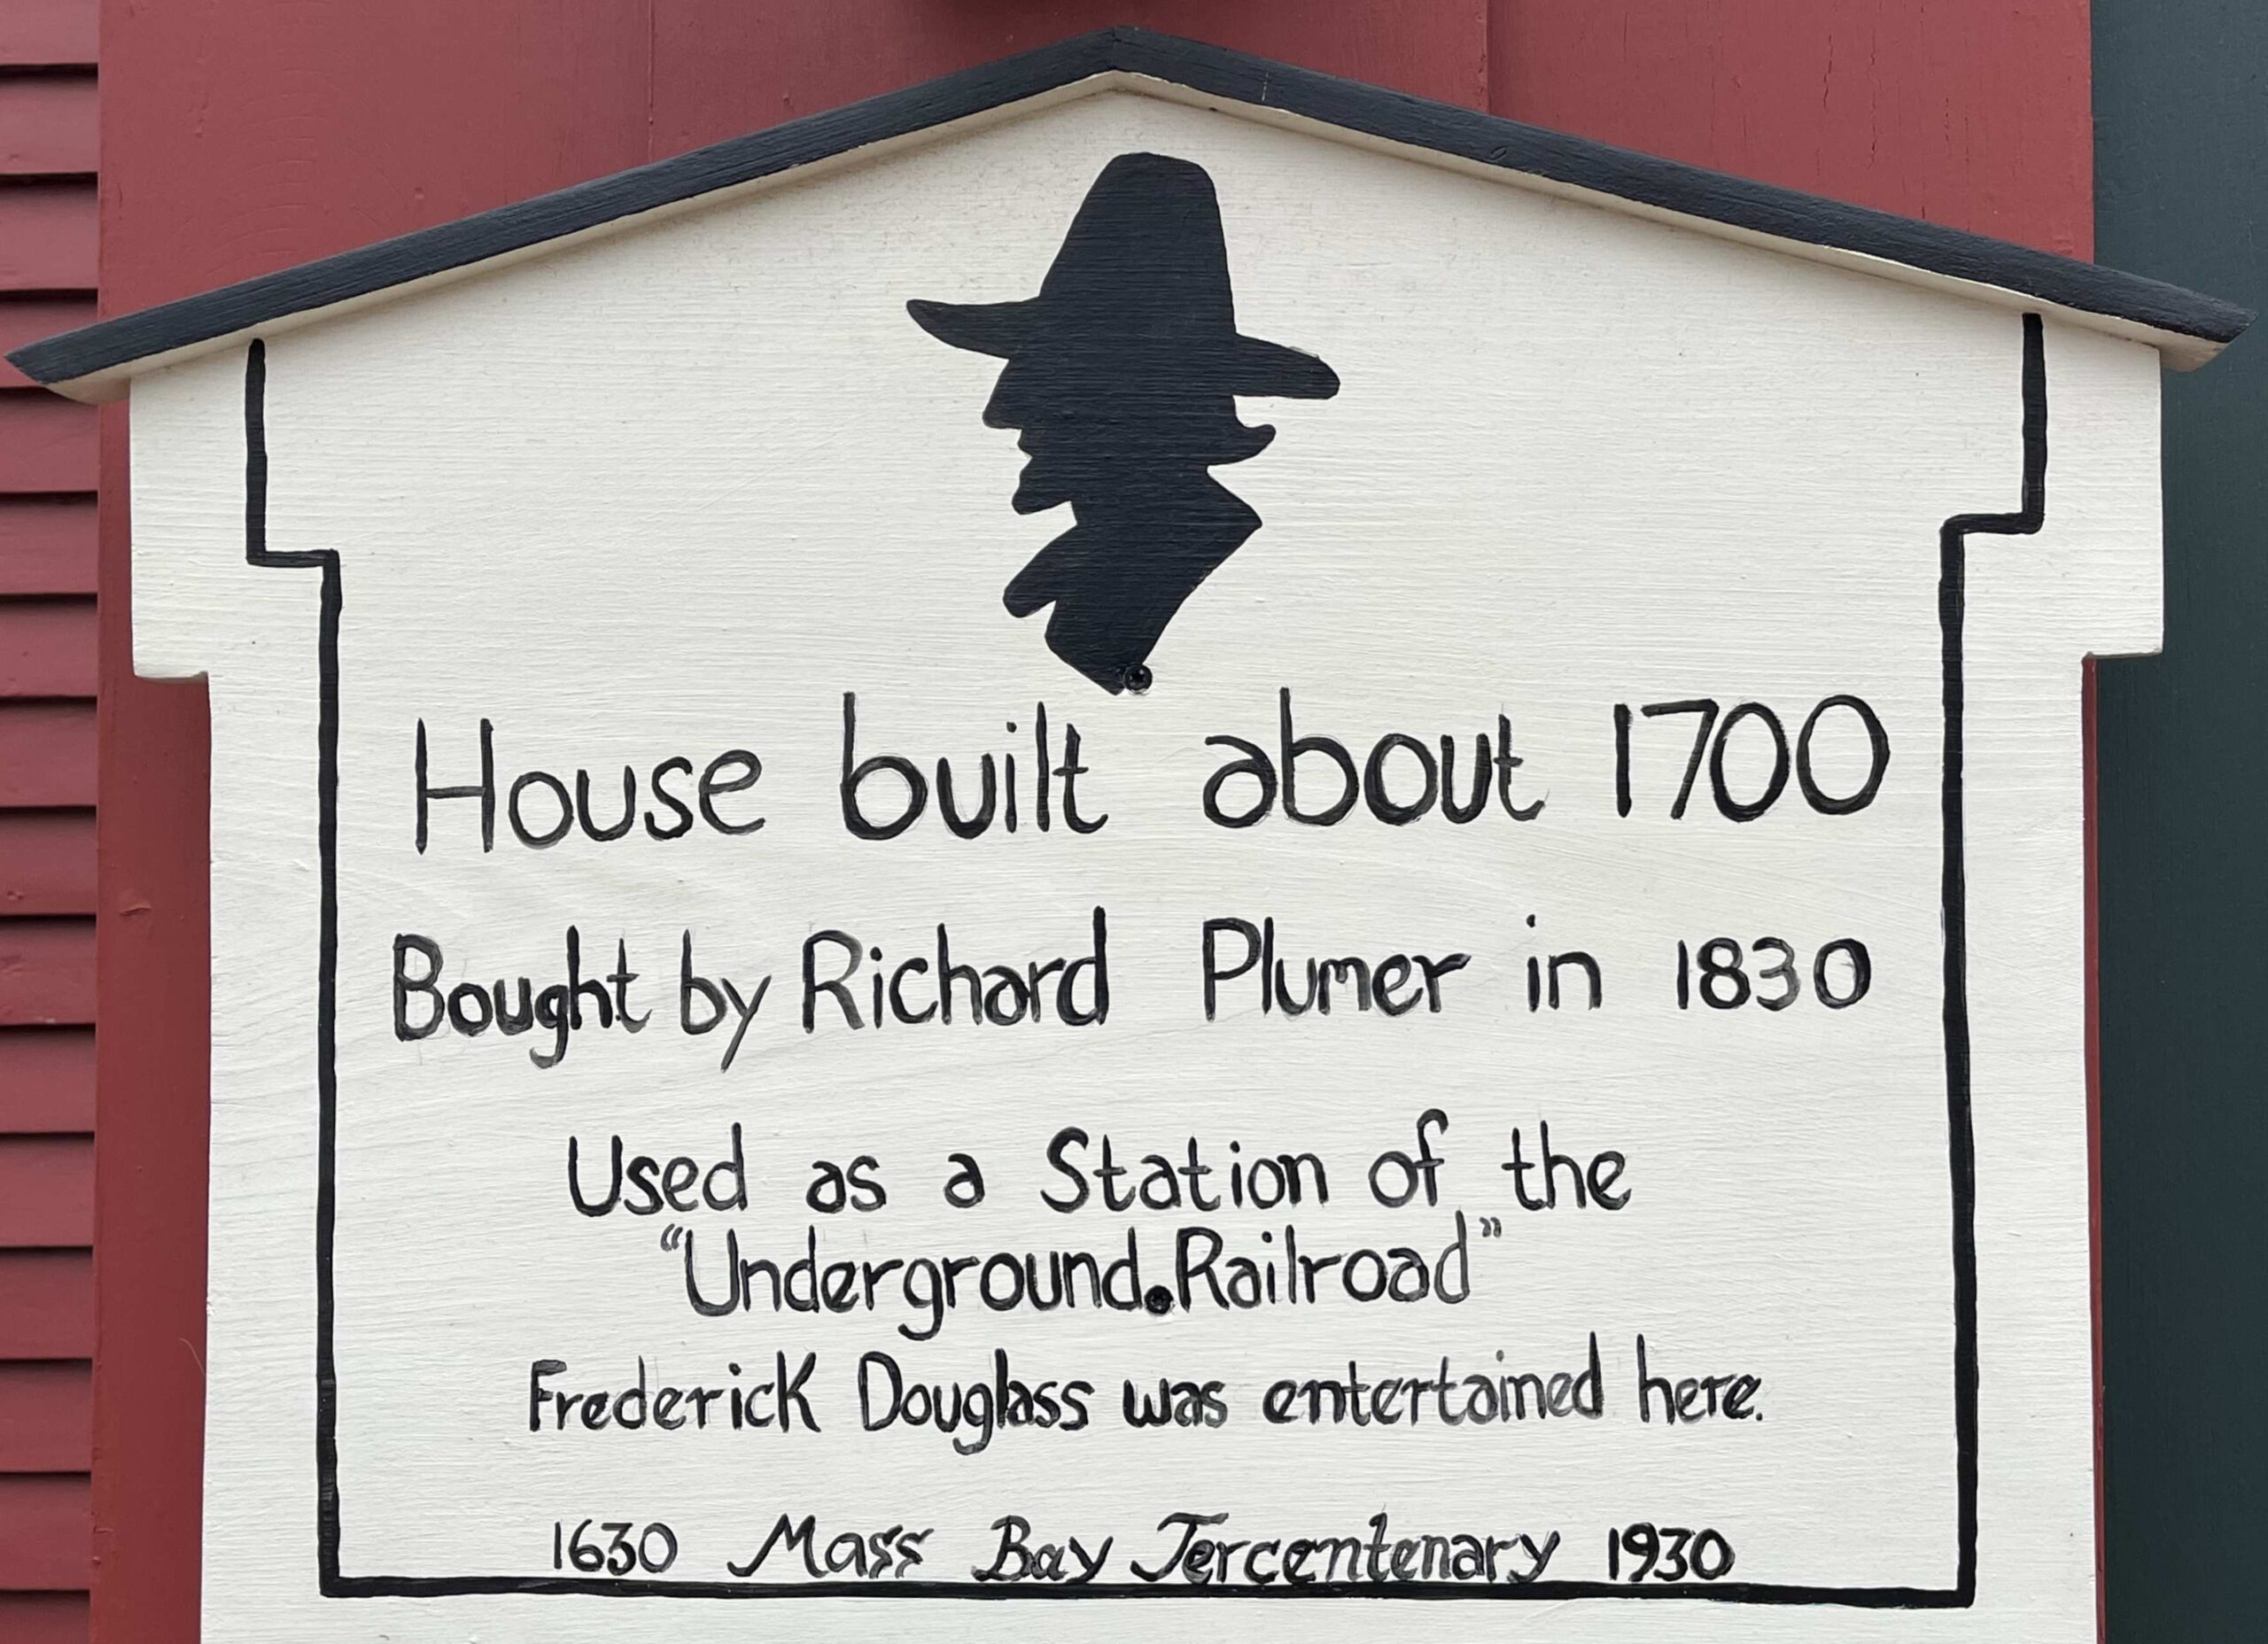 House built about 1700
Bought by Richard Plumer in 1830
Used as a Station of the
“Underground Railroad”
Frederick Douglass was entertained here.
1630 Mass Bay Tercentenary 1930